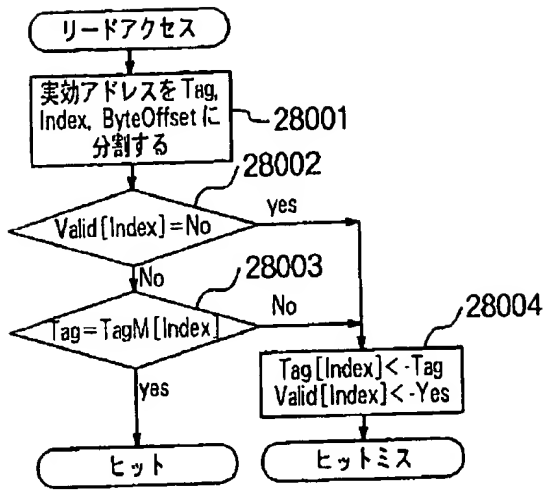 リードアクセス
実効アドレスをTag,
Index, ByteOffsetに
分割する
28001
28002
Valid[Index]=No
yes
No
28003
Tag=TagM[Index]
No
yes
28004
Tag[Index]<-Tag
Valid[Index]<-Yes
ヒット
ヒットミス